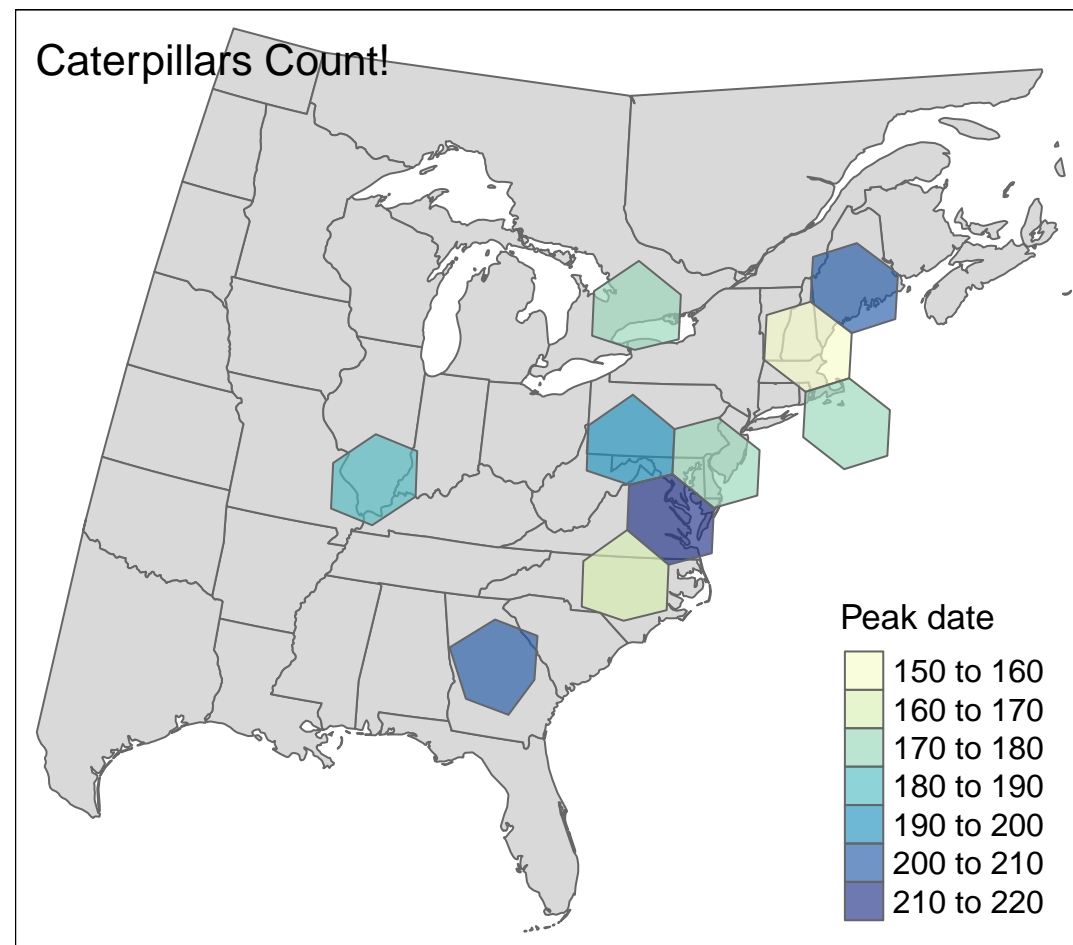 Caterpillars Count!
Peak date
150 to 160
160 to 170
170 to 180
180 to 190
190 to 200
200 to 210
210 to 220